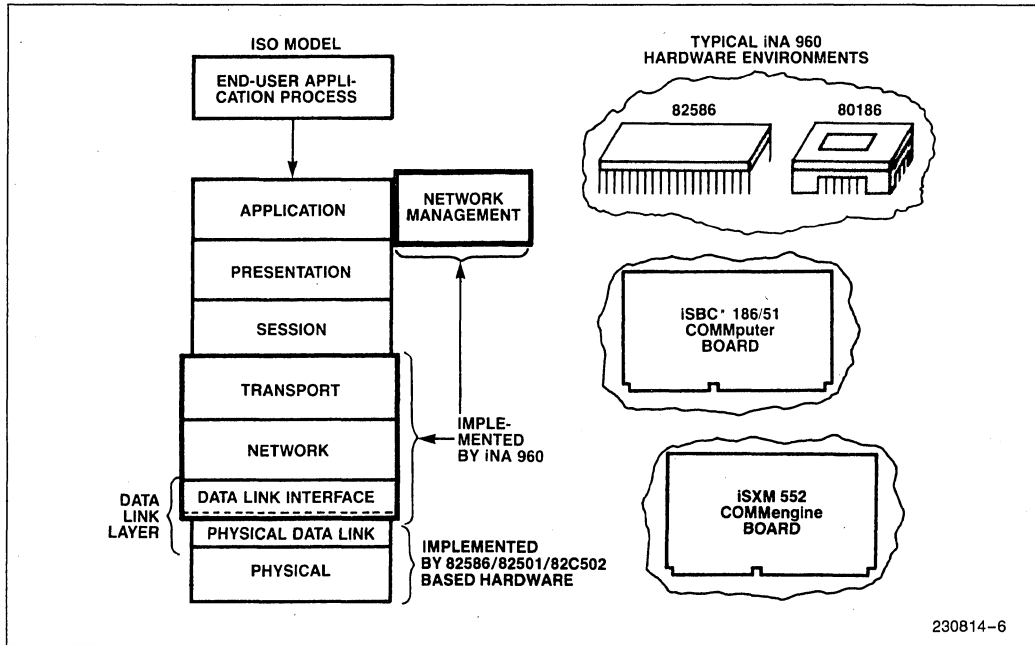 ISO MODEL
END-USER APPLI-
CATION PROCESS
APPLICATION
NETWORK
MANAGEMENT
PRESENTATION
SESSION
TRANSPORT
NETWORK
DATA LINK INTERFACE
PHYSICAL DATA LINK
PHYSICAL
DATA
LINK
LAYER
IMPLE-
MENTED
BY iNA 960
IMPLEMENTED
BY 82586/82501/82C502
BASED HARDWARE
TYPICAL iNA 960
HARDWARE ENVIRONMENTS
82586
80186
iSBC* 186/51
COMMputer
BOARD
iSXM 552
COMMengine
BOARD
230814-6